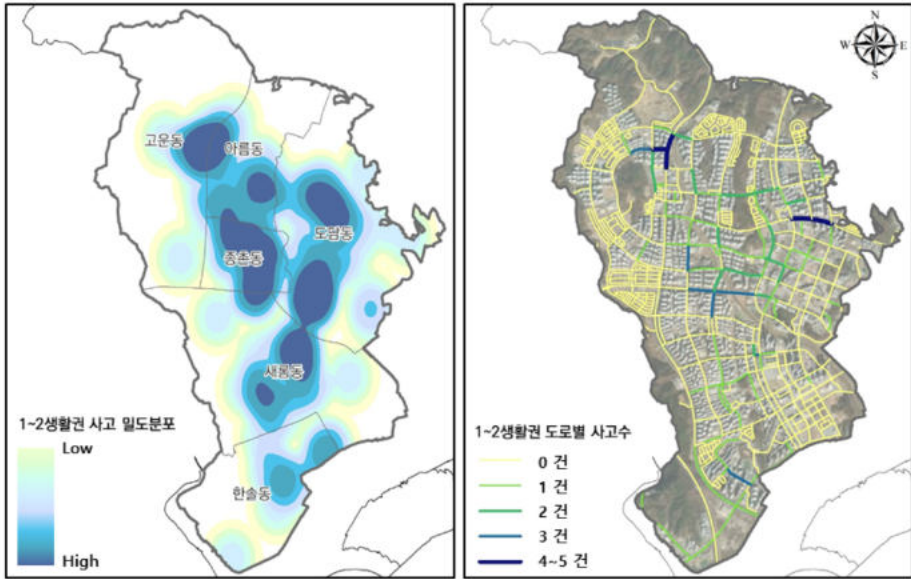 고운동
아름동
도담동
종촌동
새롬동
한솔동
1~2생활권 사고 밀도분포
Low
High
N
W
E
S
1~2생활권 도로별 사고수
0 건
1 건
2 건
3 건
4~5 건